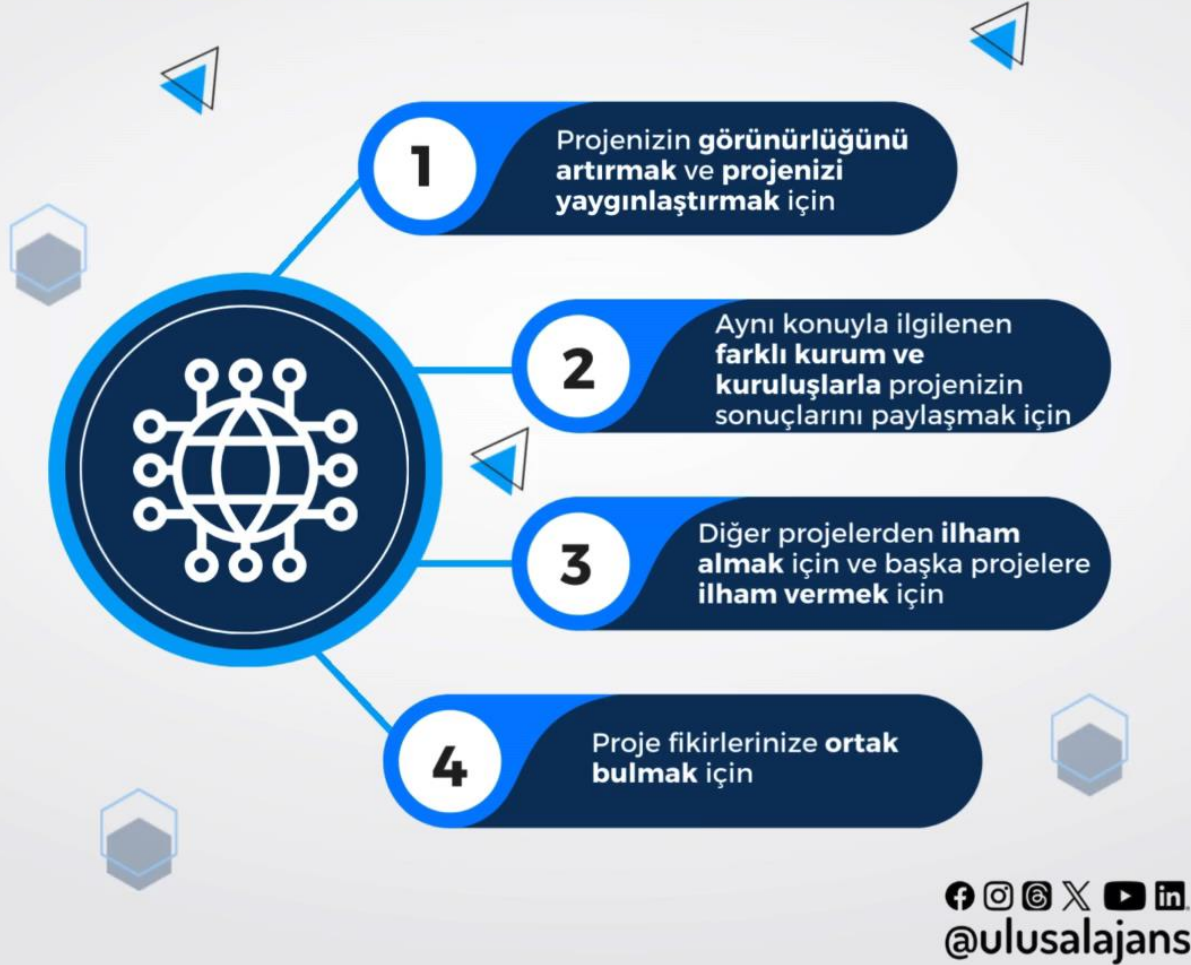 1
Projenizin görünürlüğünü
artırmak ve projenizi
yaygınlaştırmak için
2
Aynı konuyla ilgilenen
farklı kurum ve
kuruluşlarla projenizin
sonuçlarını paylaşmak için
3
Diğer projelerden ilham
almak için ve başka projelere
ilham vermek için
4
Proje fikirlerinize ortak
bulmak için
@ulusalajans